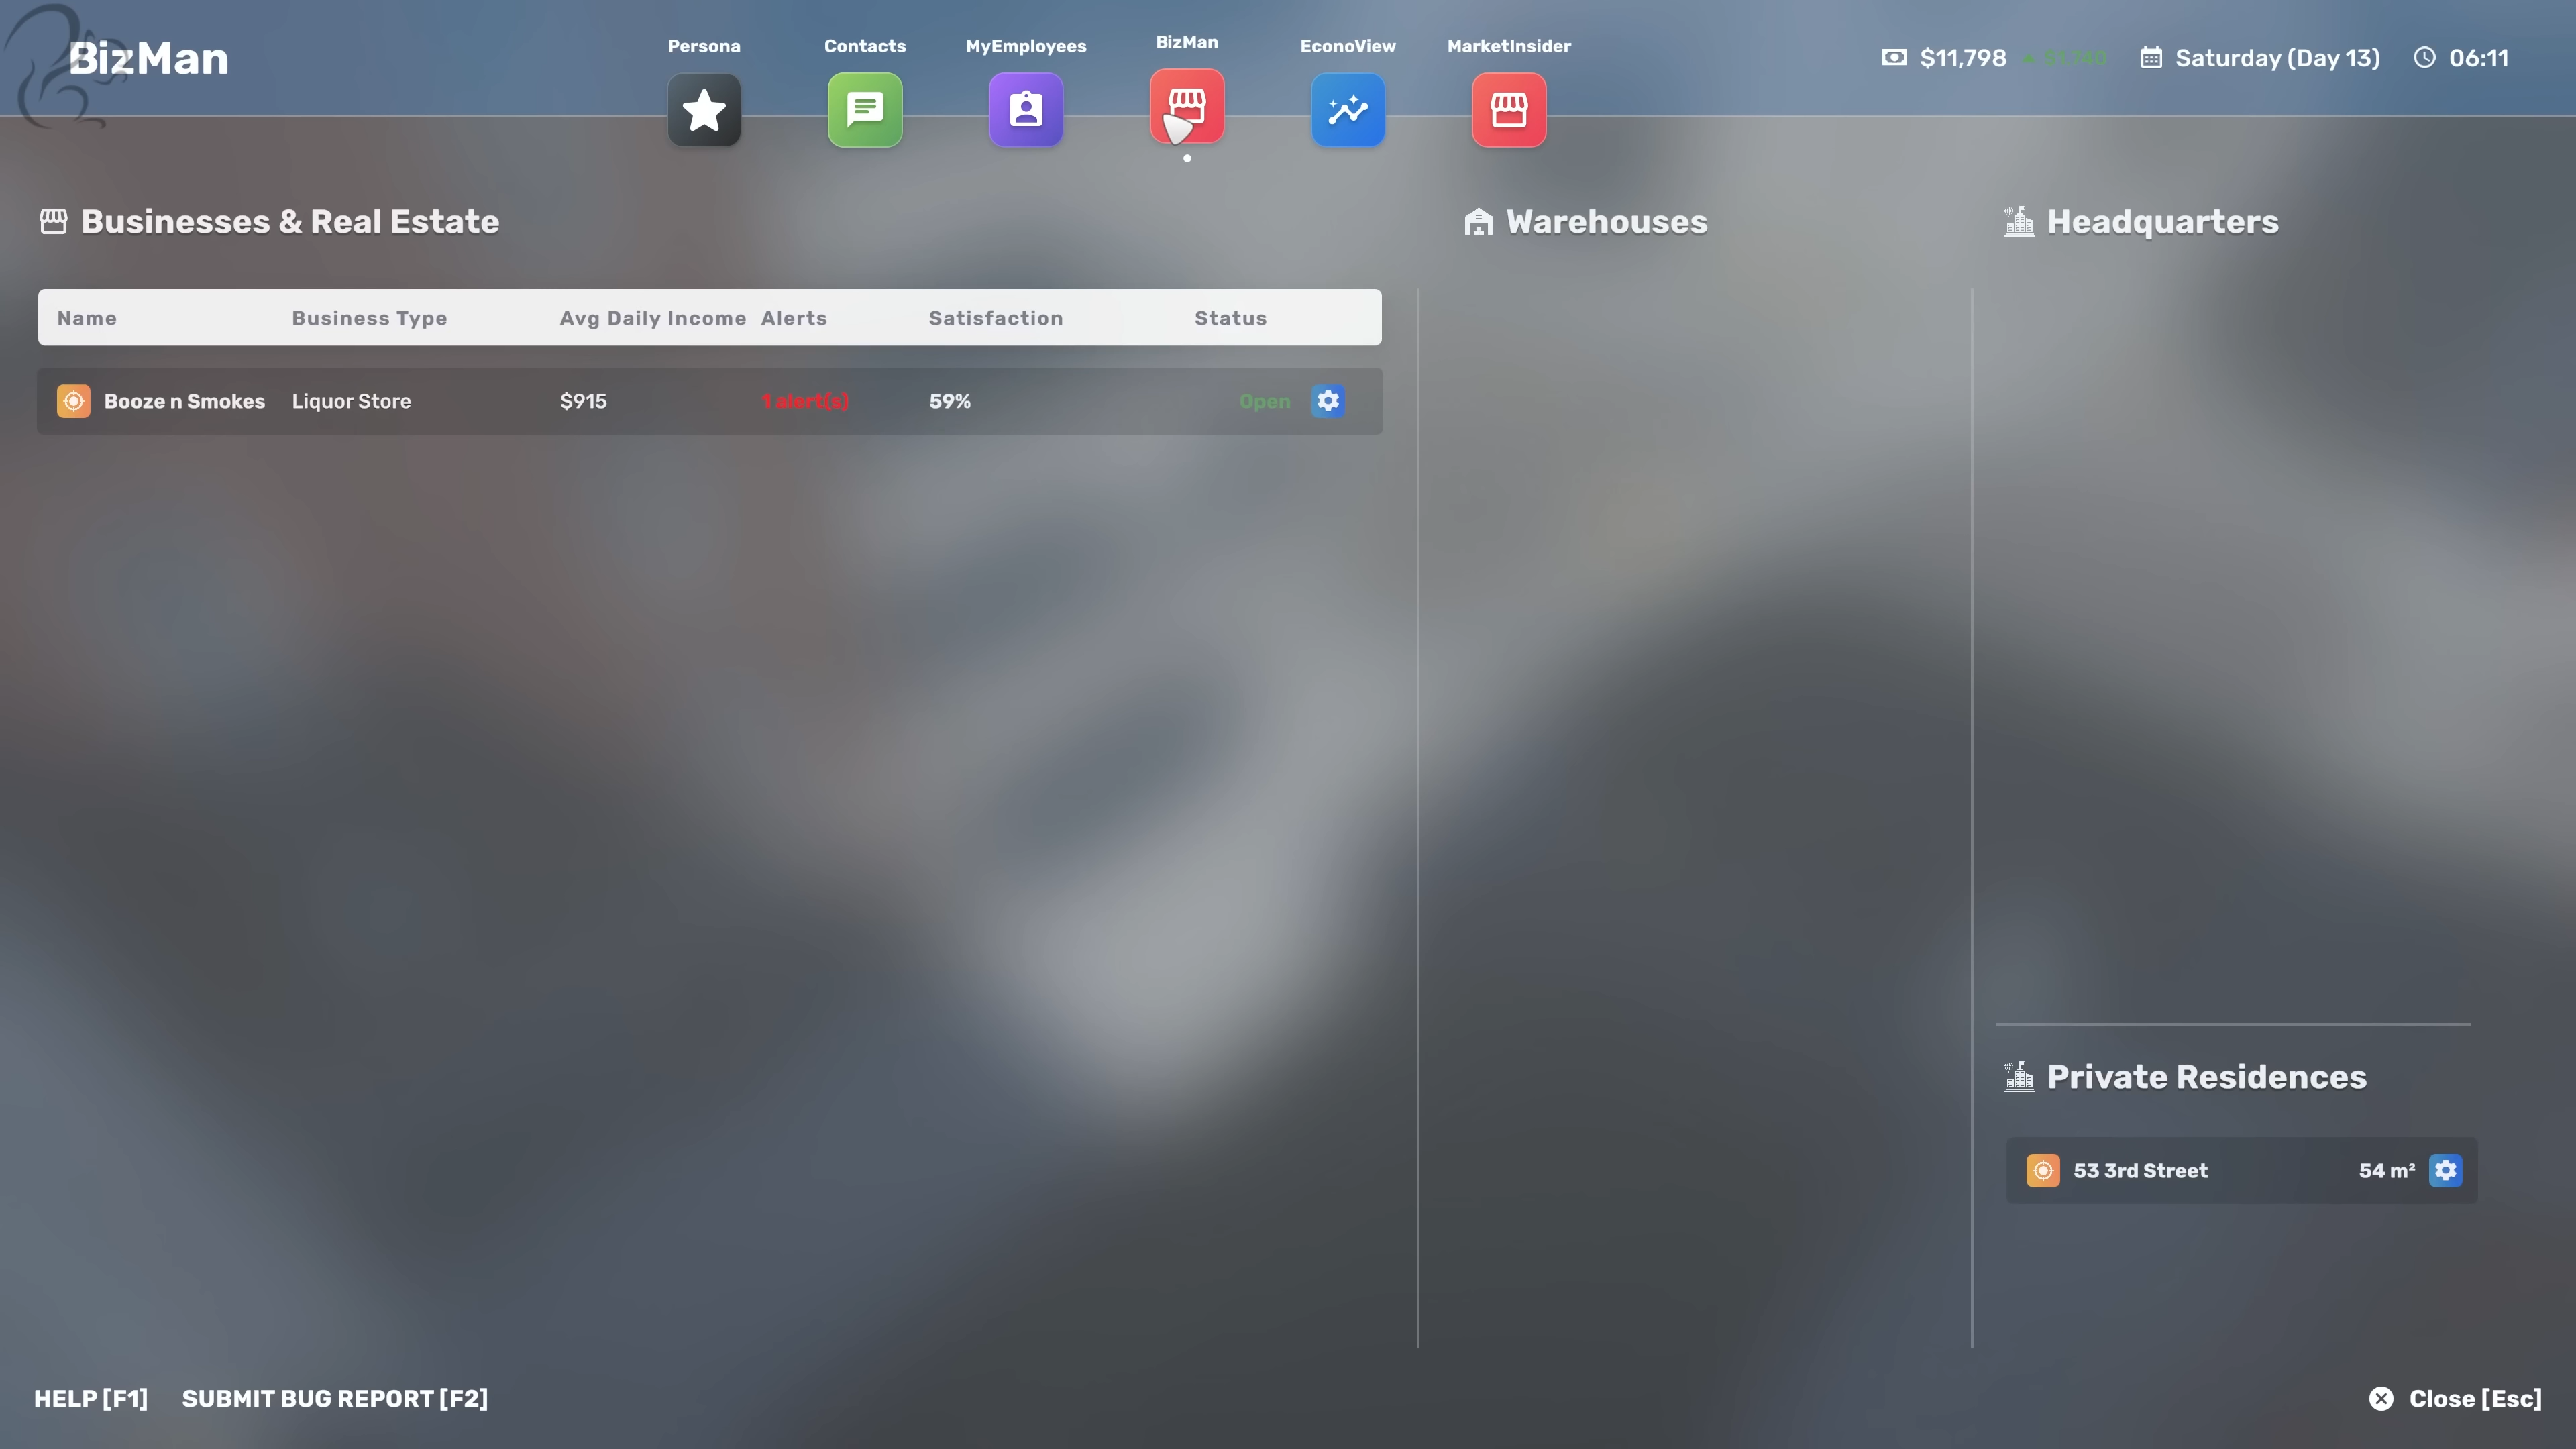 BizMan
Persona
Contacts
MyEmployees
BizMan
EconoView
MarketInsider
$11,798
Saturday (Day 13)
06:11
Businesses & Real Estate
Warehouses
Headquarters
Name Business Type Avg Daily Income Alerts Satisfaction Status
Booze n Smokes Liquor Store $915 1 alert(s) 59% Open
Private Residences
53 3rd Street 54 m²
HELP [F1] SUBMIT BUG REPORT [F2]
Close [Esc]